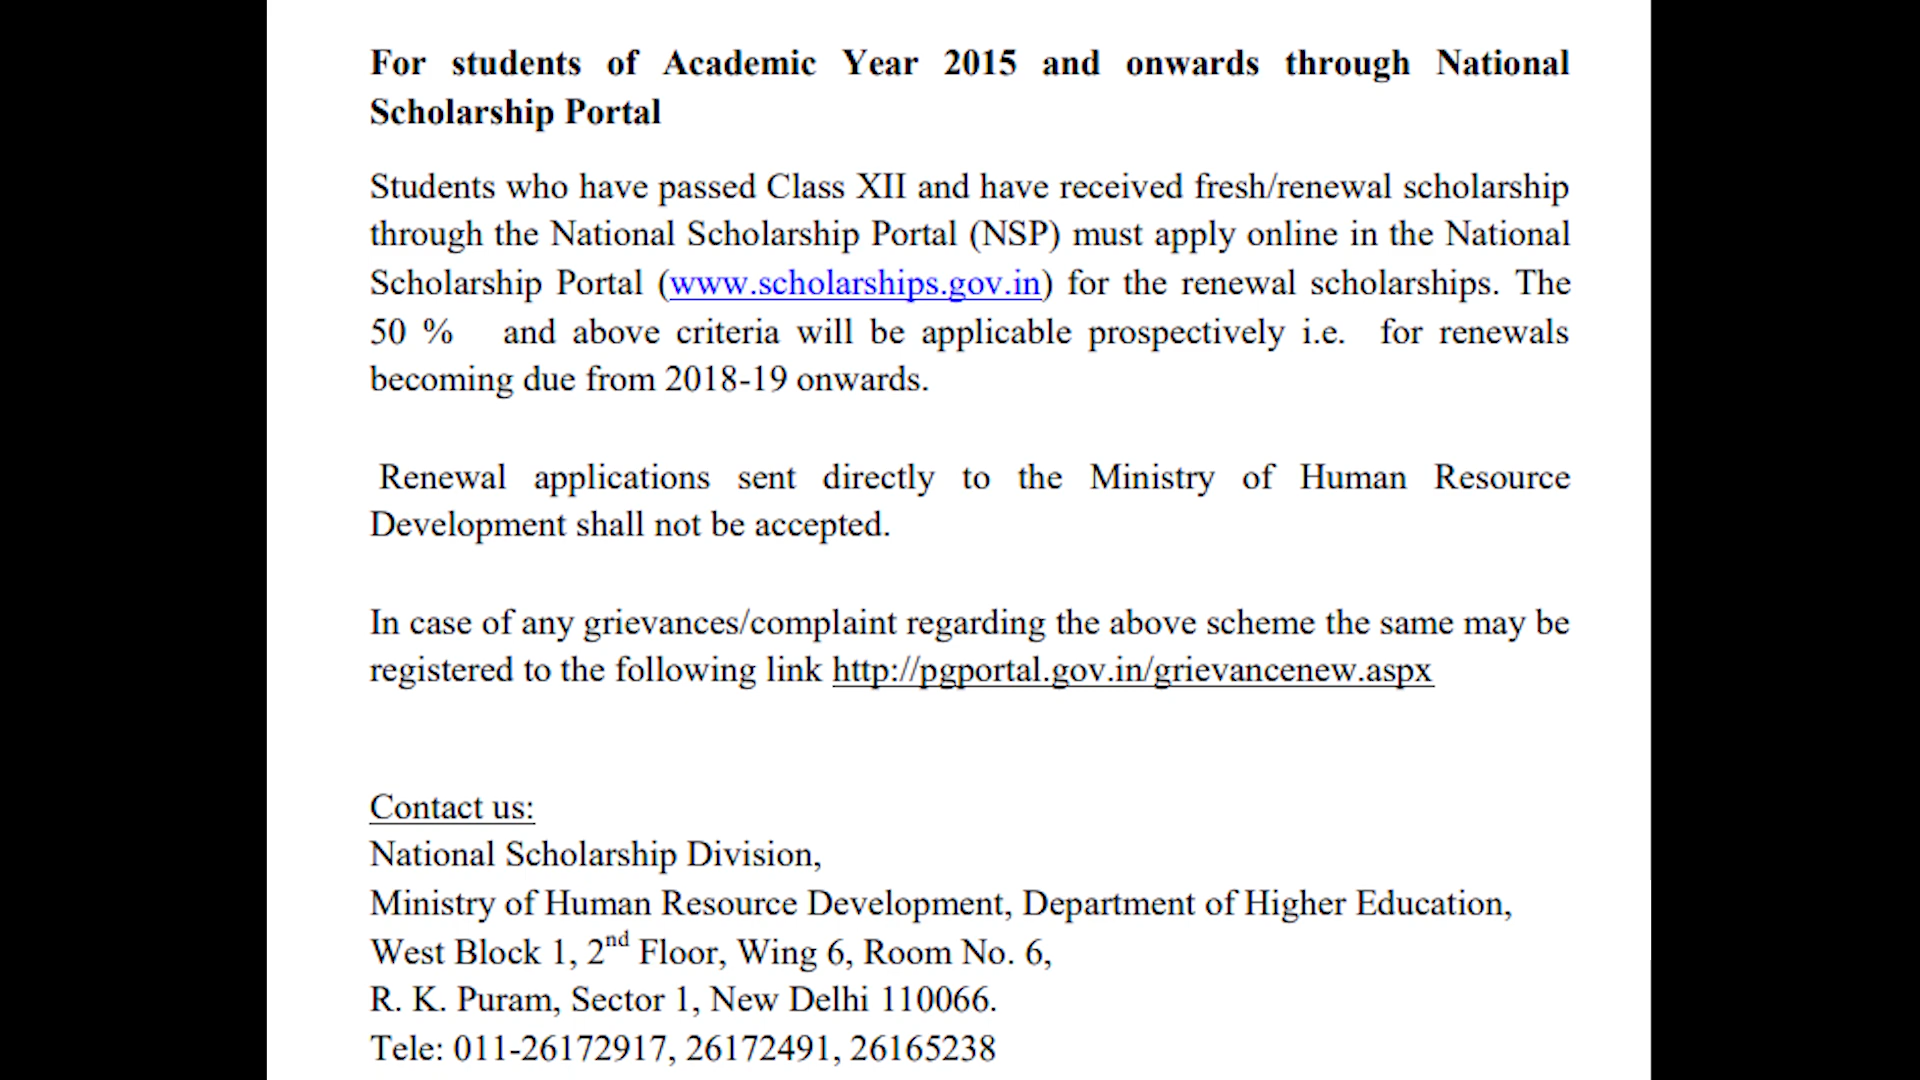 For students of Academic Year 2015 and onwards through National
Scholarship Portal
Students who have passed Class XII and have received fresh/renewal scholarship
through the National Scholarship Portal (NSP) must apply online in the National
Scholarship Portal (www.scholarships.gov.in) for the renewal scholarships. The
50 % and above criteria will be applicable prospectively i.e. for renewals
becoming due from 2018-19 onwards.
Renewal applications sent directly to the Ministry of Human Resource
Development shall not be accepted.
In case of any grievances/complaint regarding the above scheme the same may be
registered to the following link http://pgportal.gov.in/grievancenew.aspx
Contact us:
National Scholarship Division,
Ministry of Human Resource Development, Department of Higher Education,
West Block 1, 2nd Floor, Wing 6, Room No. 6,
R. K. Puram, Sector 1, New Delhi 110066.
Tele: 011-26172917, 26172491, 26165238